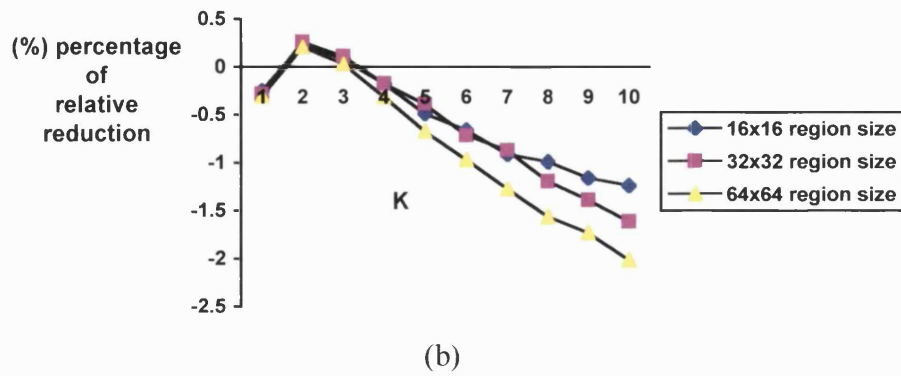 (%) percentage
of
relative
reduction
0.5
0
-0.5
-1
-1.5
-2
-2.5
1 2 3 4 5 6 7 8 9 10
K
16x16 region size
32x32 region size
64x64 region size
(b)